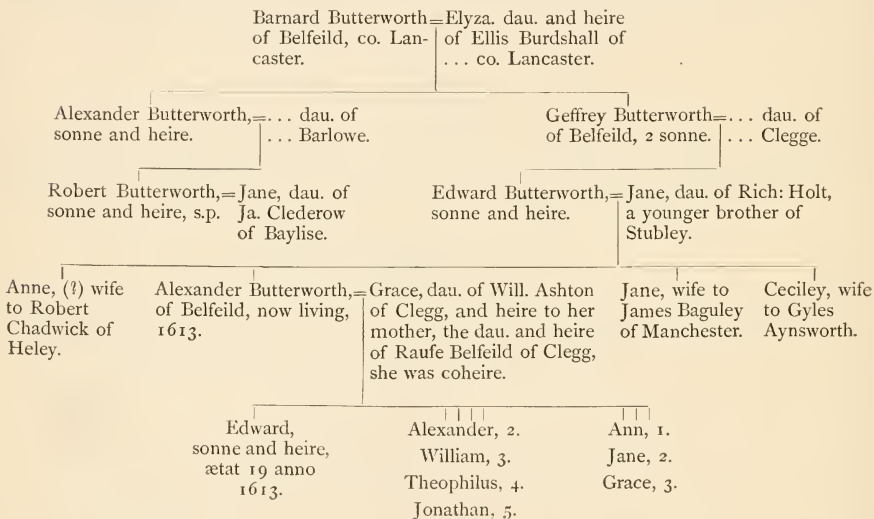 Barnard Butterworth=Elyza. dau. and heire
of Belfeild, co. Lan-
caster.
of Ellis Burdshall of
... co. Lancaster.
Alexander Butterworth,=... dau. of
sonne and heire.
... Barlowe.
Geffrey Butterworth=... dau. of
of Belfeild, 2 sonne.
... Clegge.
Robert Butterworth,=Jane, dau. of
sonne and heire, s.p.
Ja. Clederow
of Baylise.
Edward Butterworth,=Jane, dau. of Rich: Holt,
sonne and heire.
a younger brother of
Stubley.
Anne, (?) wife
to Robert
Chadwick of
Heley.
Alexander Butterworth,=Grace, dau. of Will. Ashton
of Belfeild, now living,
1613.
of Clegg, and heire to her
mother, the dau. and heire
of Raufe Belfeild of Clegg,
she was coheire.
Jane, wife to
James Baguley
of Manchester.
Ceciley, wife
to Gyles
Aynsworth.
Edward,
sonne and heire,
ætat 19 anno
1613.
Alexander, 2.
William, 3.
Theophilus, 4.
Jonathan, 5.
Ann, 1.
Jane, 2.
Grace, 3.